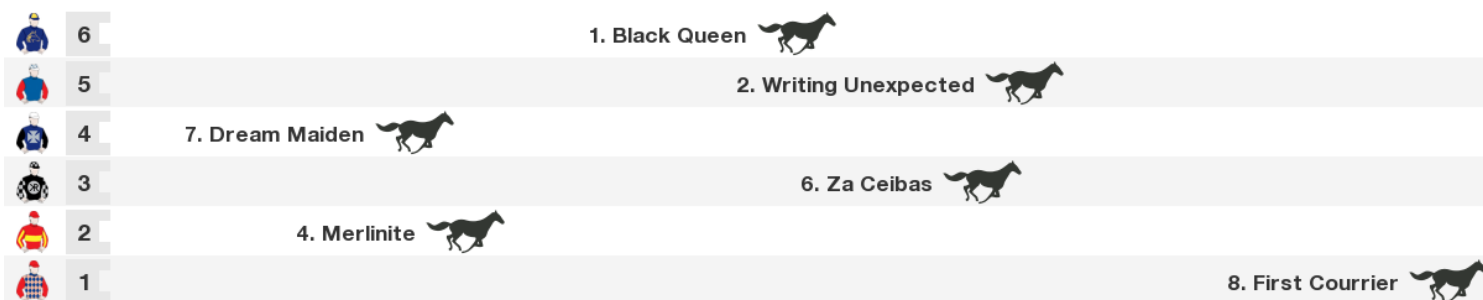 6 1. Black Queen
5 2. Writing Unexpected
4 7. Dream Maiden
3 6. Za Ceibas
2 4. Merlinite
1 8. First Courrier